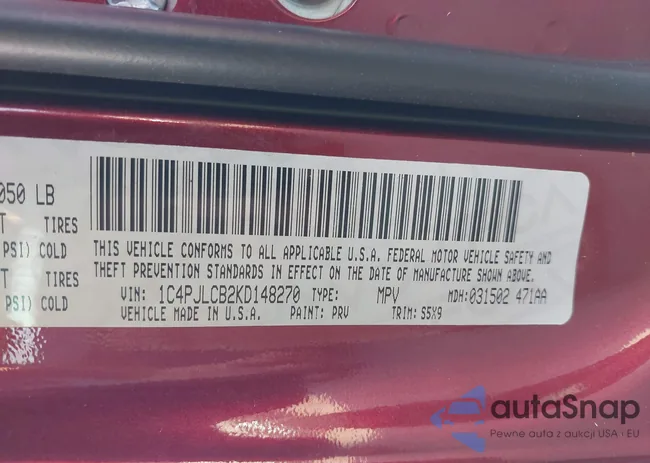 050 LB
T TIRES
PSI) COLD
T TIRES
PSI) COLD
THIS VEHICLE CONFORMS TO ALL APPLICABLE U.S.A. FEDERAL MOTOR VEHICLE SAFETY AND
THEFT PREVENTION STANDARDS IN EFFECT ON THE DATE OF MANUFACTURE SHOWN ABOVE.
VIN: 1C4PJLCB2KD148270 TYPE: MPV MDH:031502 471AA
VEHICLE MADE IN U.S.A. PAINT: PRV TRIM: S5X9
autaSnap
Pewne auta z aukcji USA · EU